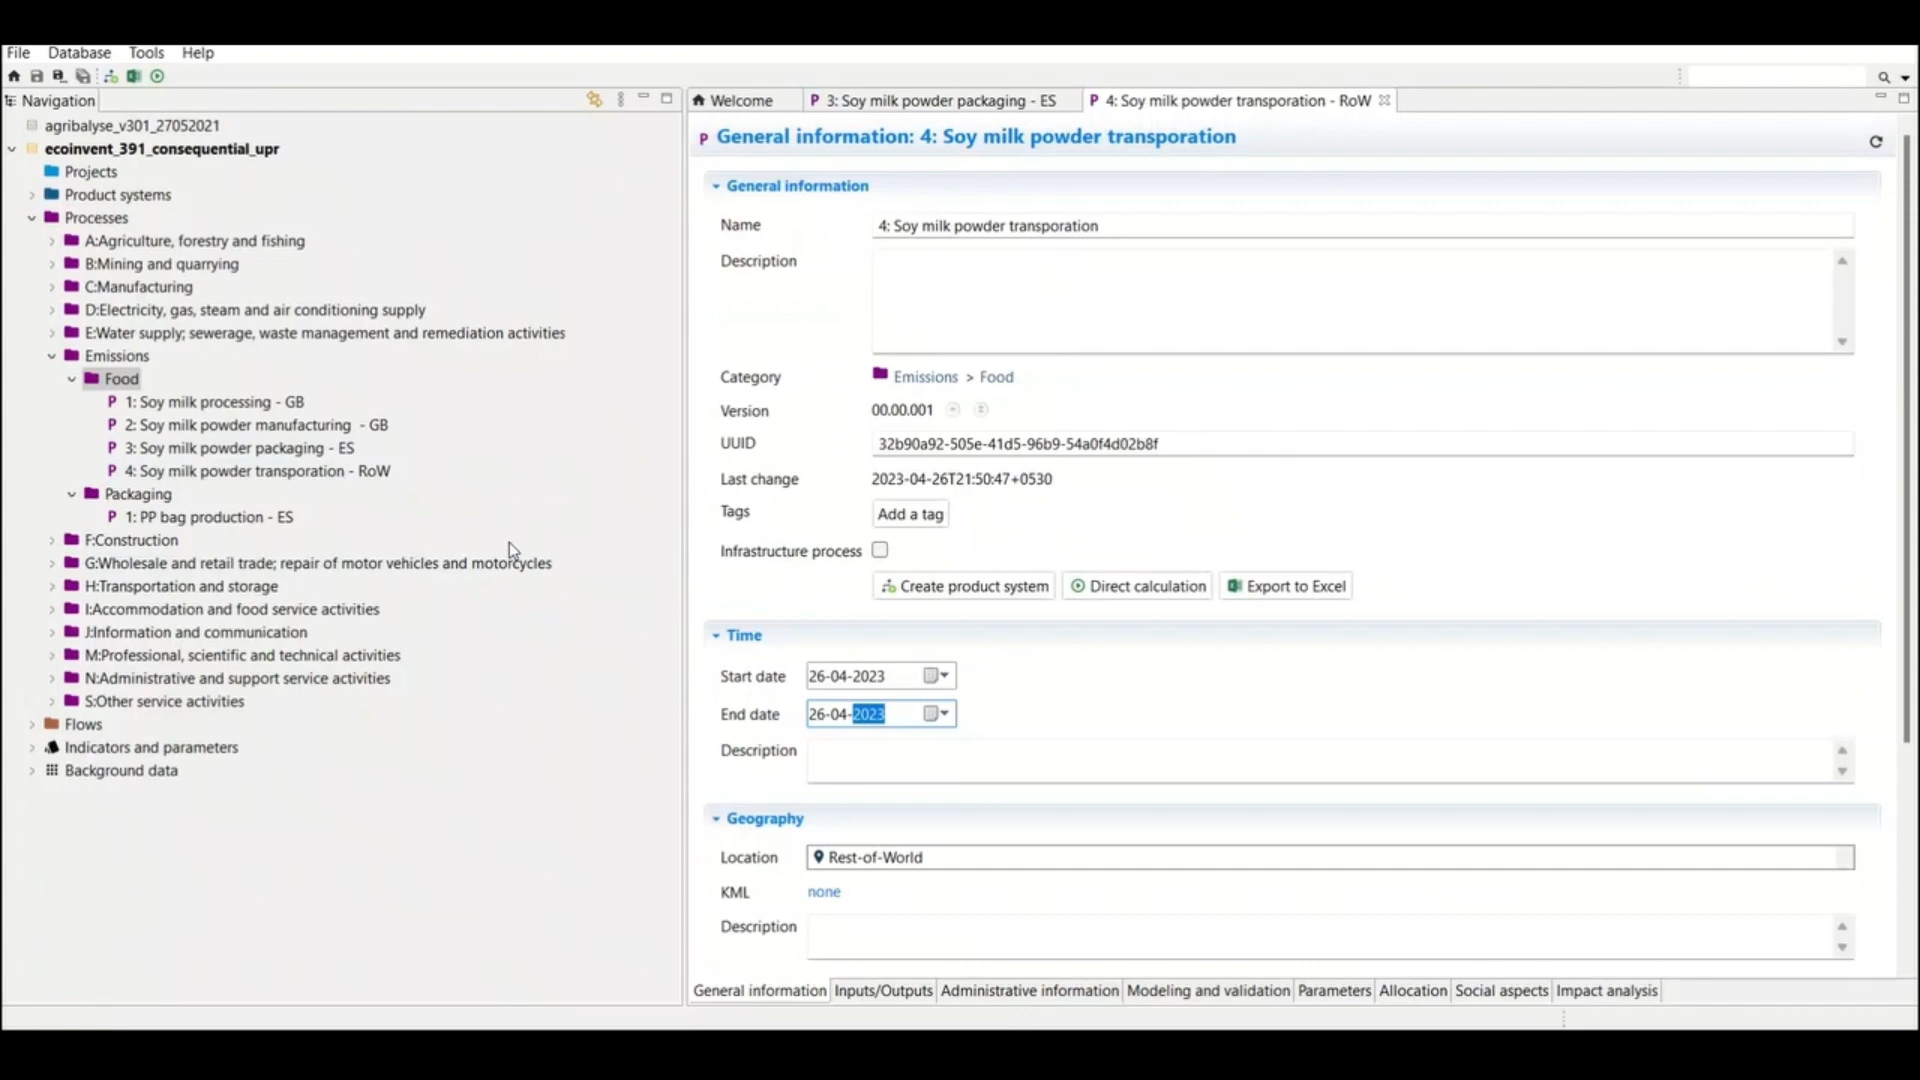 File Database Tools Help
Navigation
agribalyse_v301_27052021
ecoinvent_391_consequential_upr
Projects
Product systems
Processes
A:Agriculture, forestry and fishing
B:Mining and quarrying
C:Manufacturing
D:Electricity, gas, steam and air conditioning supply
E:Water supply; sewerage, waste management and remediation activities
Emissions
Food
P 1: Soy milk processing - GB
P 2: Soy milk powder manufacturing - GB
P 3: Soy milk powder packaging - ES
P 4: Soy milk powder transporation - RoW
Packaging
P 1: PP bag production - ES
F:Construction
G:Wholesale and retail trade; repair of motor vehicles and motorcycles
H:Transportation and storage
I:Accommodation and food service activities
J:Information and communication
M:Professional, scientific and technical activities
N:Administrative and support service activities
S:Other service activities
Flows
Indicators and parameters
Background data
Welcome P 3: Soy milk powder packaging - ES P 4: Soy milk powder transporation - RoW
P General information: 4: Soy milk powder transporation
General information
Name 4: Soy milk powder transporation
Description
Category Emissions > Food
Version 00.00.001
UUID 32b90a92-505e-41d5-96b9-54a0f4d02b8f
Last change 2023-04-26T21:50:47+0530
Tags Add a tag
Infrastructure process
Create product system Direct calculation Export to Excel
Time
Start date 26-04-2023
End date 26-04-2023
Description
Geography
Location Rest-of-World
KML none
Description
General information Inputs/Outputs Administrative information Modeling and validation Parameters Allocation Social aspects Impact analysis